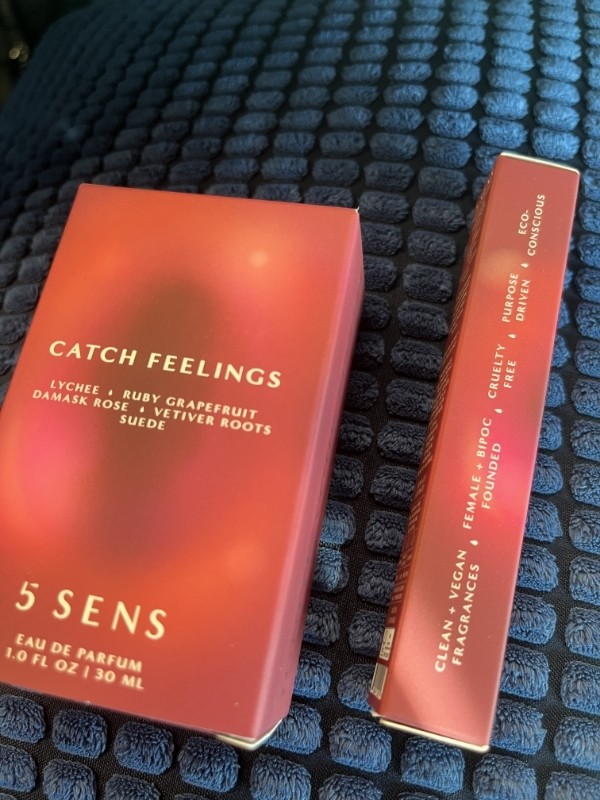 CATCH FEELINGS
LYCHEE RUBY GRAPEFRUIT
DAMASK ROSE VETIVER ROOTS
SUEDE
5 SENS
EAU DE PARFUM
1.0 FL OZ | 30 ML
CLEAN + VEGAN
FRAGRANCES
FEMALE + BIPOC
FOUNDED
CRUELTY
FREE
PURPOSE
DRIVEN
ECO-
CONSCIOUS